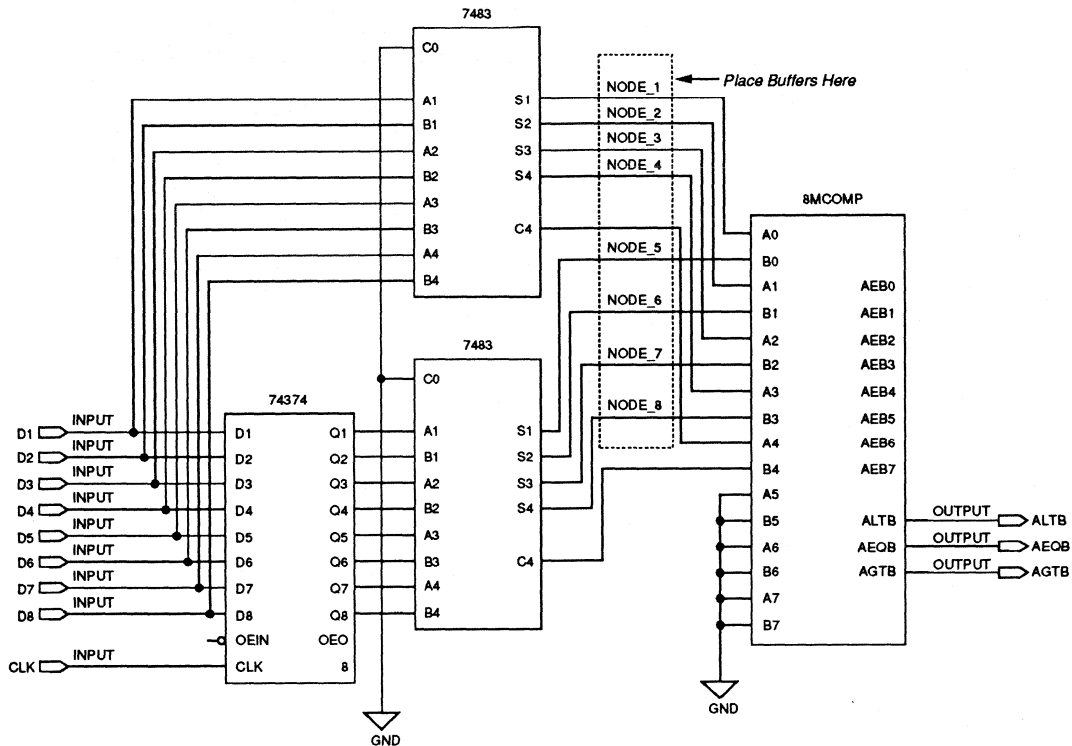 7483
C0
A1
B1
A2
B2
A3
B3
A4
B4
S1
S2
S3
S4
C4
Place Buffers Here
NODE_1
NODE_2
NODE_3
NODE_4
NODE_5
NODE_6
NODE_7
NODE_8
7483
C0
A1
B1
A2
B2
A3
B3
A4
B4
S1
S2
S3
S4
C4
74374
D1
D2
D3
D4
D5
D6
D7
D8
OEIN
CLK
Q1
Q2
Q3
Q4
Q5
Q6
Q7
Q8
OEO
8
D1 INPUT
D2 INPUT
D3 INPUT
D4 INPUT
D5 INPUT
D6 INPUT
D7 INPUT
D8 INPUT
CLK INPUT
GND
8MCOMP
A0
B0
A1
B1
A2
B2
A3
B3
A4
B4
A5
B5
A6
B6
A7
B7
AEB0
AEB1
AEB2
AEB3
AEB4
AEB5
AEB6
AEB7
ALTB
AEQB
AGTB
OUTPUT ALTB
OUTPUT AEQB
OUTPUT AGTB
GND